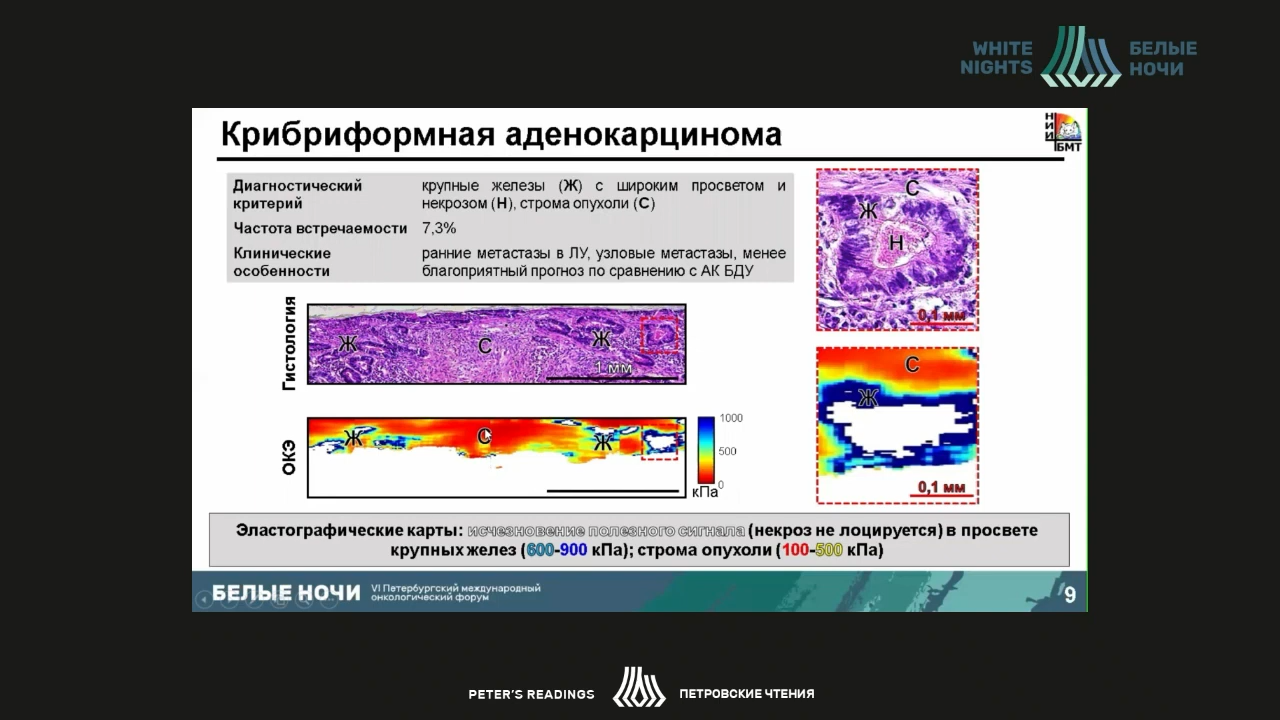 WHITE NIGHTS
БЕЛЫЕ НОЧИ
Крибриформная аденокарцинома
НИИ БМТ
Диагностический критерий
крупные железы (Ж) с широким просветом и
некрозом (Н), строма опухоли (С)
Частота встречаемости 7,3%
Клинические особенности
ранние метастазы в ЛУ, узловые метастазы, менее
благоприятный прогноз по сравнению с АК БДУ
С
Ж
Н
0,1 мм
Гистология
Ж
С
Ж
1 мм
ОКЭ
Ж
С
Ж
1000
500
0
кПа
С
Ж
0,1 мм
Эластографические карты: исчезновение полезного сигнала (некроз не лоцируется) в просвете
крупных желез (600-900 кПа); строма опухоли (100-500 кПа)
БЕЛЫЕ НОЧИ
VI Петербургский международный
онкологический форум
9
PETER'S READINGS
ПЕТРОВСКИЕ ЧТЕНИЯ